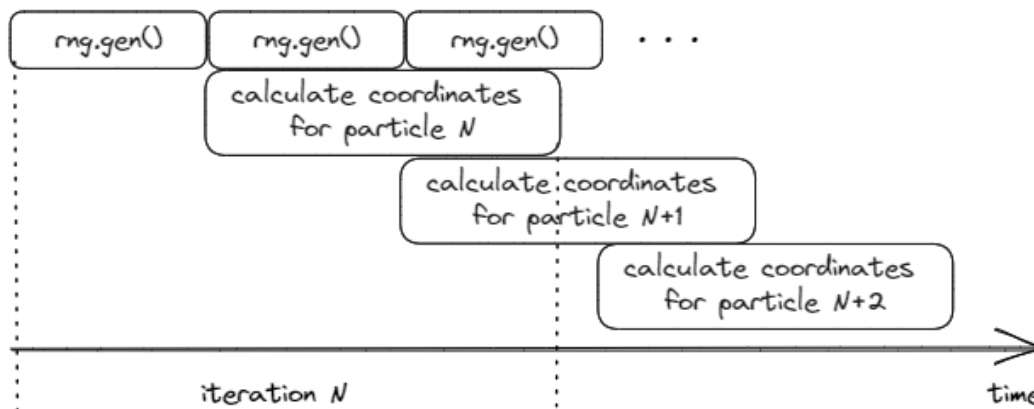 rng.gen() rng.gen() rng.gen() . . .
calculate coordinates
for particle N
calculate coordinates
for particle N+1
calculate coordinates
for particle N+2
iteration N time